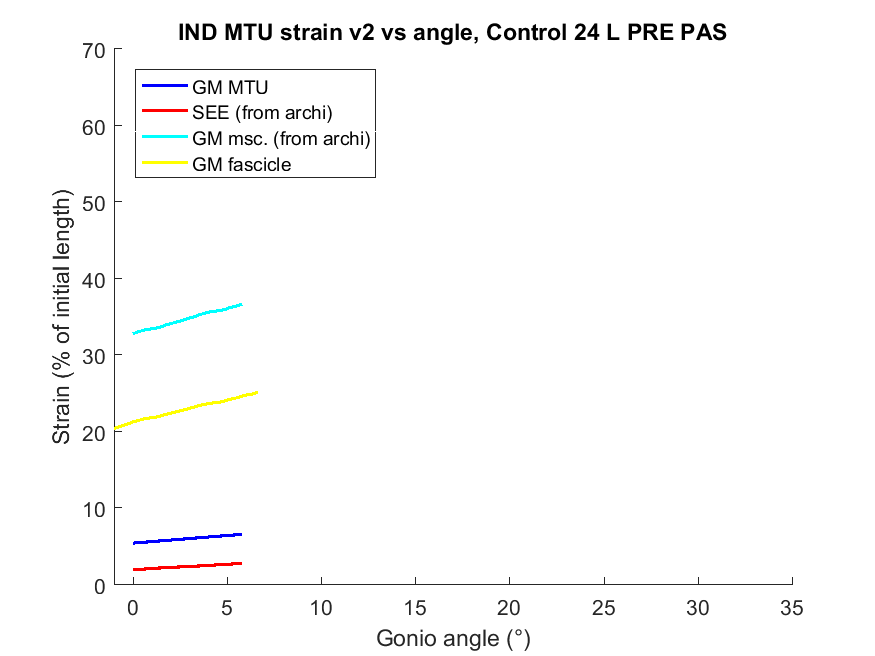 IND MTU strain v2 vs angle, Control 24 L PRE PAS
70
60
50
40
30
20
10
0
Strain (% of initial length)
GM MTU
SEE (from archi)
GM msc. (from archi)
GM fascicle
0 5 10 15 20 25 30 35
Gonio angle (°)